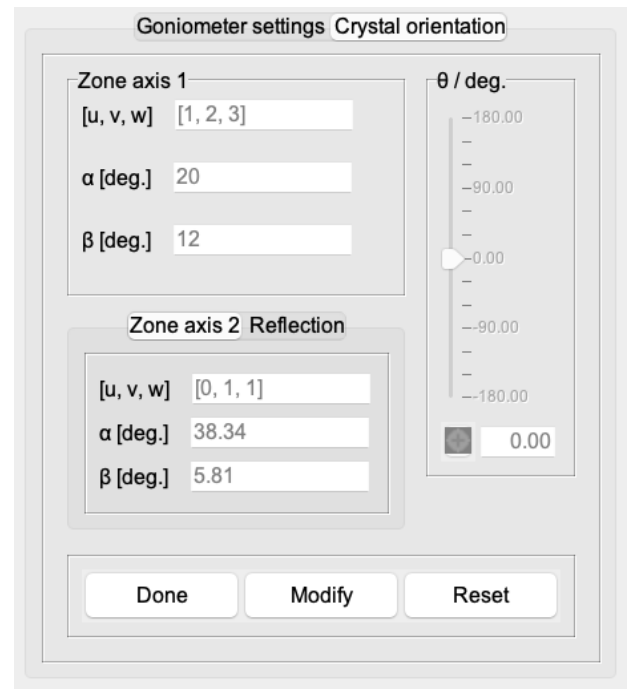 Goniometer settings Crystal orientation
Zone axis 1
[u, v, w] [1, 2, 3]
α [deg.] 20
β [deg.] 12
Zone axis 2 Reflection
[u, v, w] [0, 1, 1]
α [deg.] 38.34
β [deg.] 5.81
θ / deg.
180.00
90.00
0.00
-90.00
-180.00
0.00
Done Modify Reset